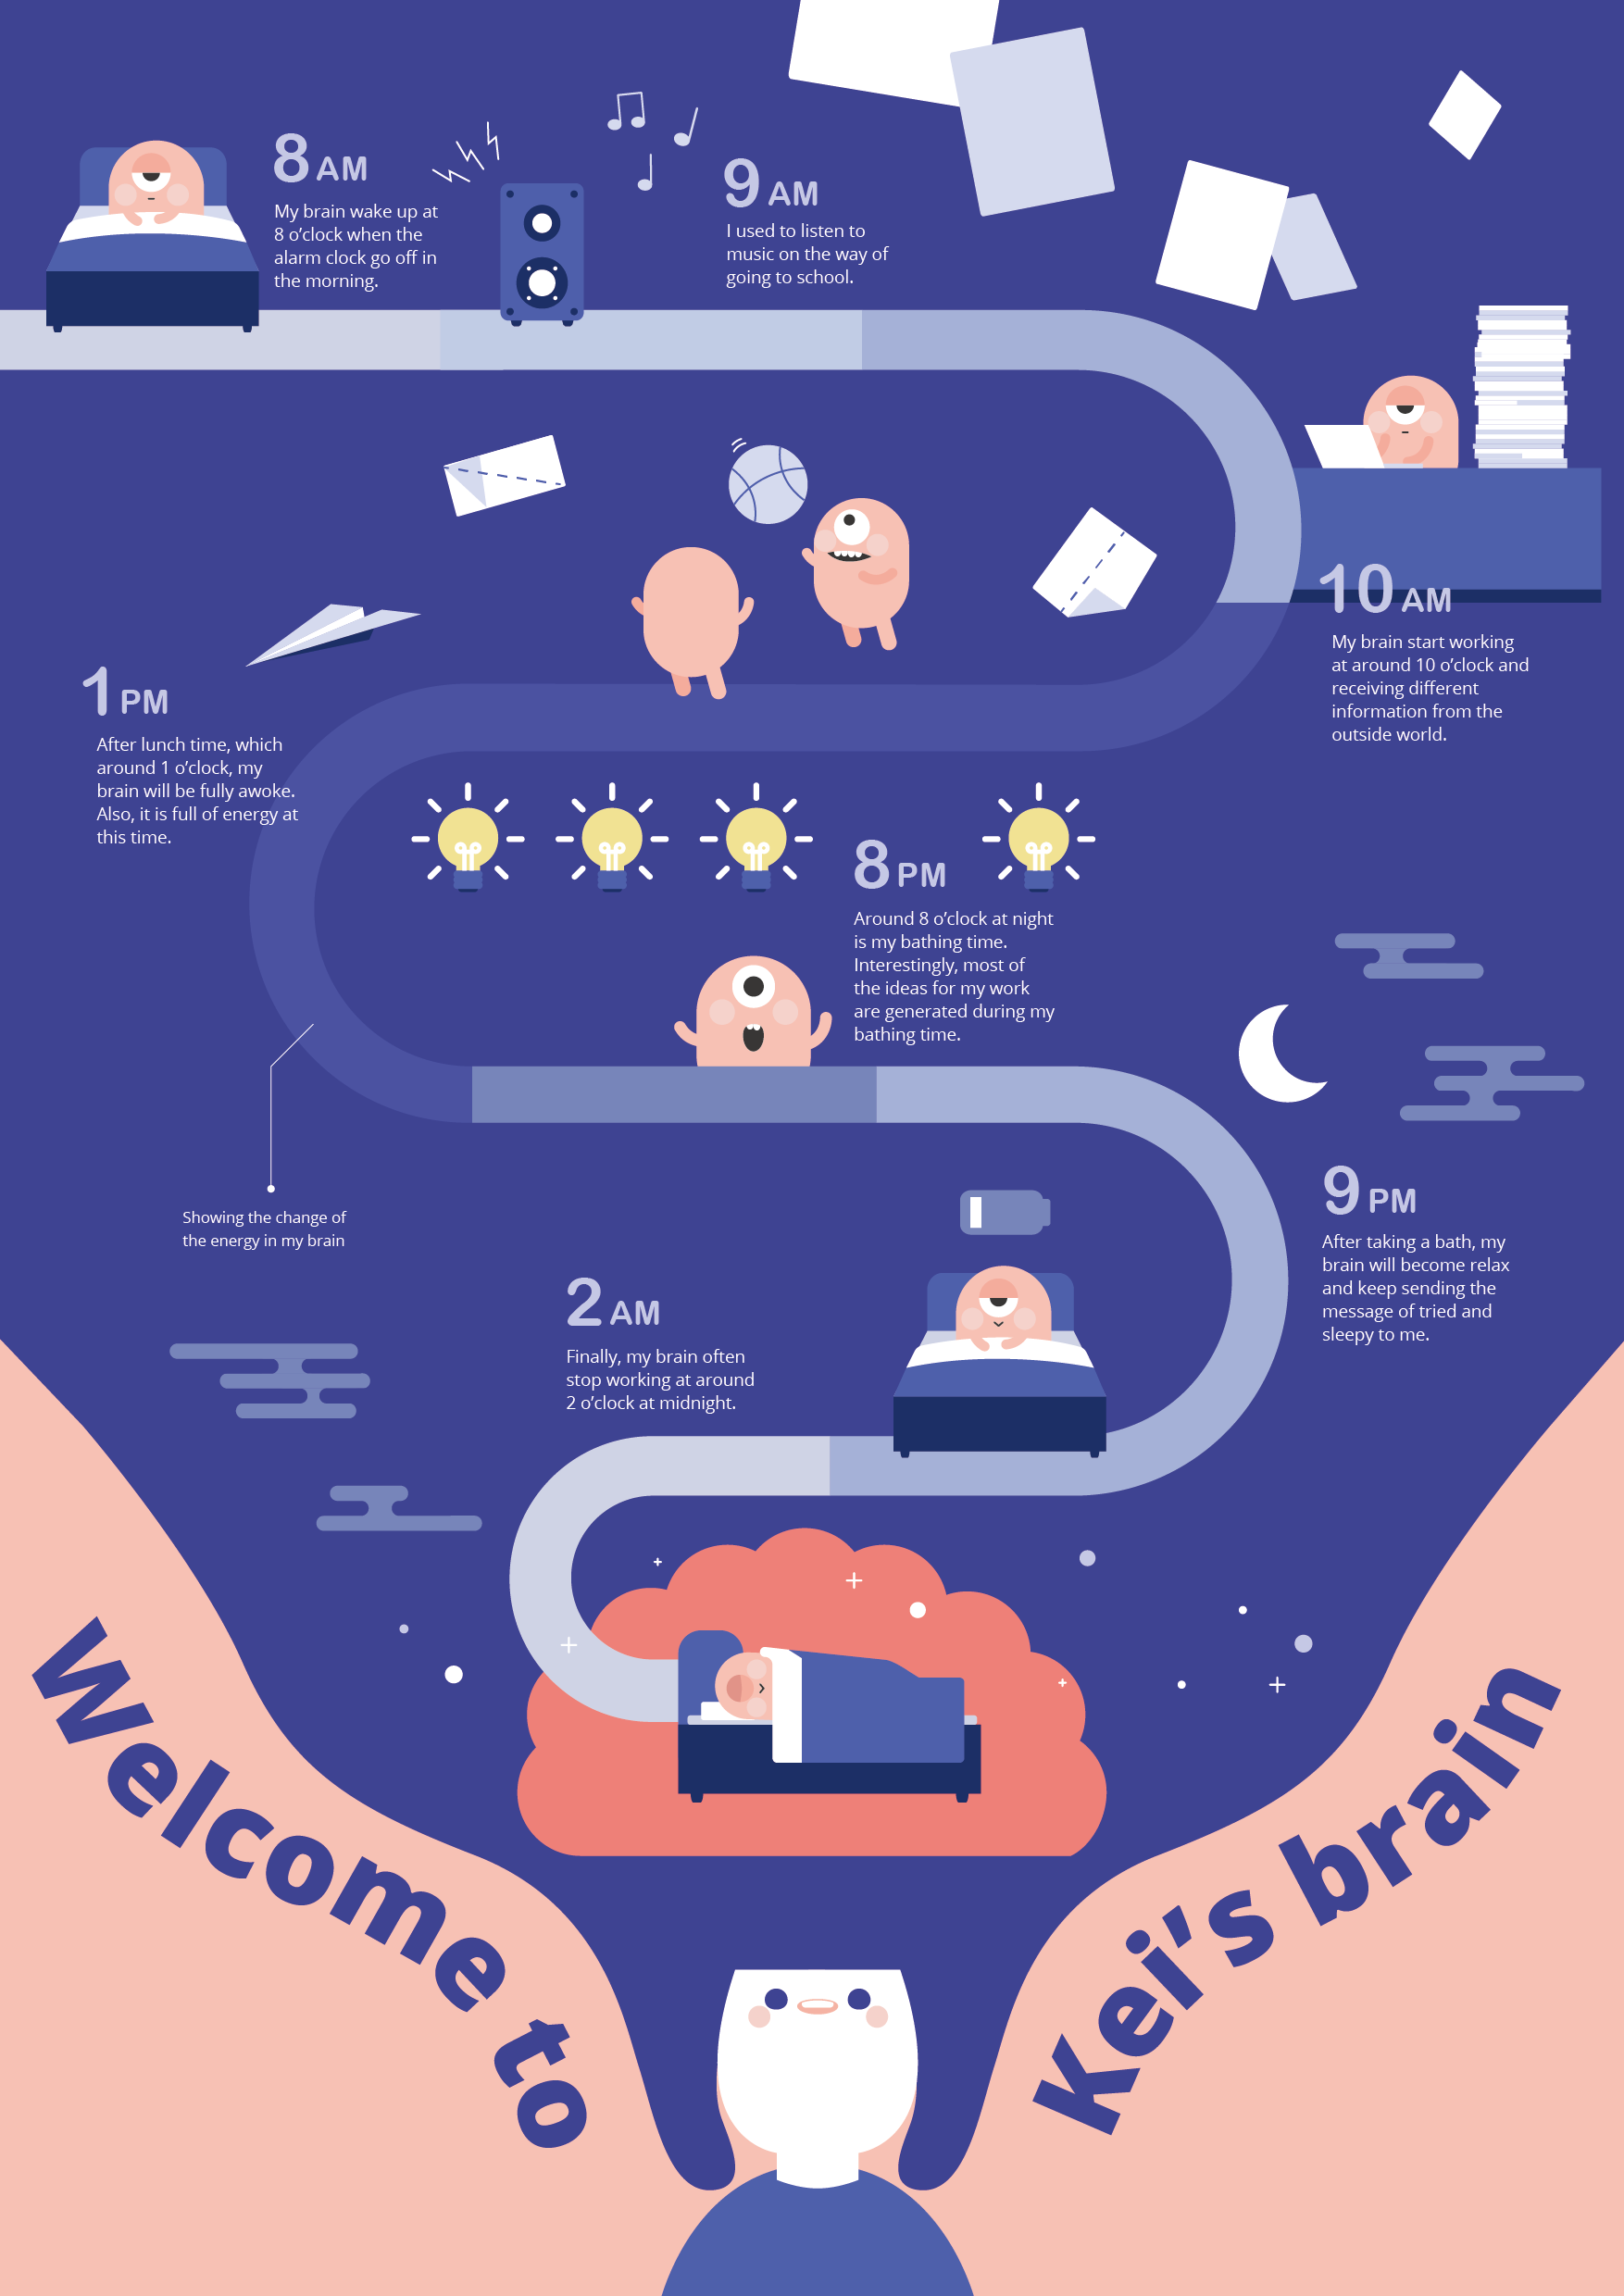 8 AM
My brain wake up at
8 o’clock when the
alarm clock go off in
the morning.
9 AM
I used to listen to
music on the way of
going to school.
10 AM
My brain start working
at around 10 o’clock and
receiving different
information from the
outside world.
1 PM
After lunch time, which
around 1 o’clock, my
brain will be fully awoke.
Also, it is full of energy at
this time.
8 PM
Around 8 o’clock at night
is my bathing time.
Interestingly, most of
the ideas for my work
are generated during my
bathing time.
Showing the change of
the energy in my brain
9 PM
After taking a bath, my
brain will become relax
and keep sending the
message of tried and
sleepy to me.
2 AM
Finally, my brain often
stop working at around
2 o’clock at midnight.
Welcome to
Kei’s brain